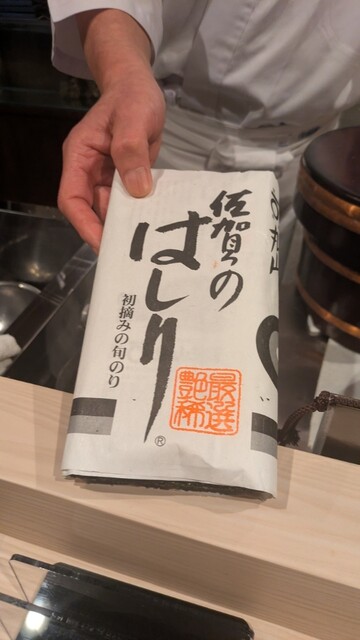 佐賀の
はしり®
初摘みの旬のり
最選
艶稀